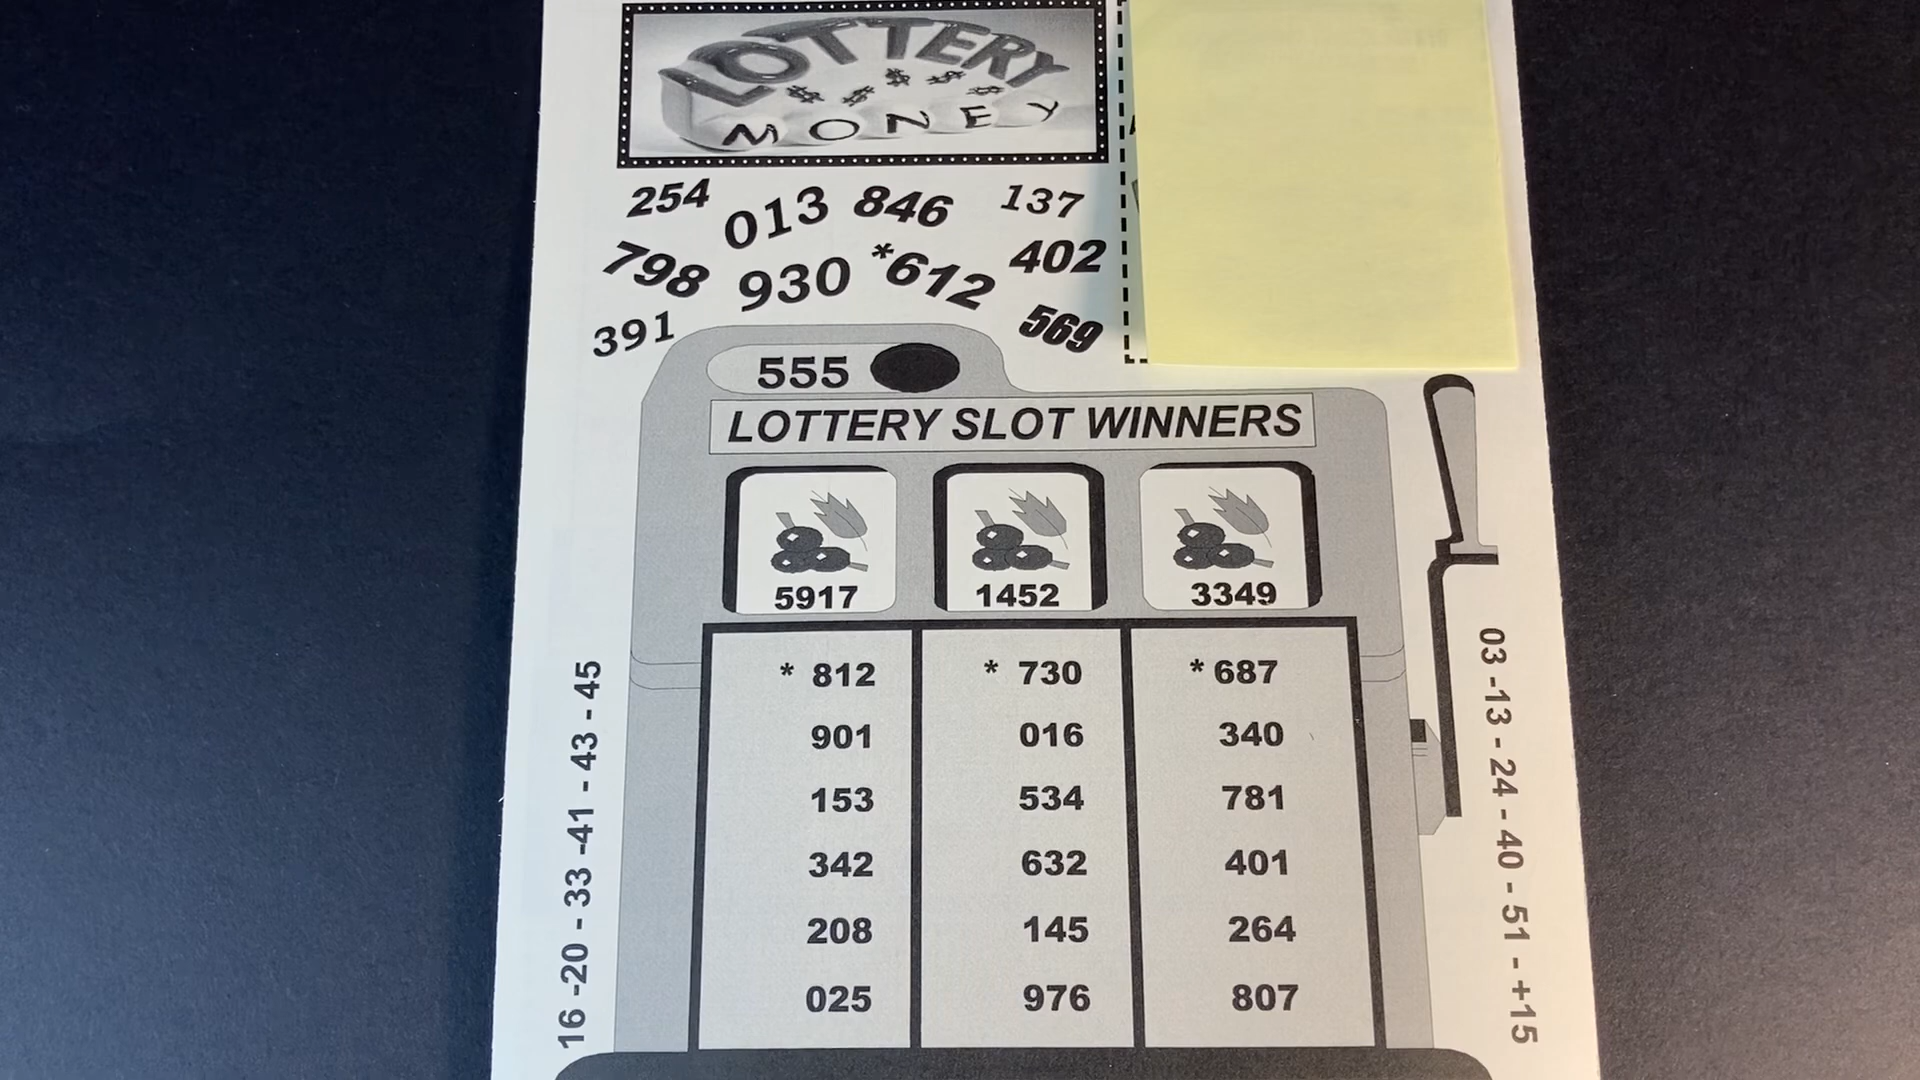 LOTTERY
$ $ $ $ $
MONEY
254 013 846 137
798 930 *612 402
391 569
555
LOTTERY SLOT WINNERS
5917 1452 3349
* 812 * 730 * 687
901 016 340
153 534 781
342 632 401
208 145 264
025 976 807
16 -20 - 33 -41 - 43 - 45
03 -13 - 24 - 40 - 51 - +15